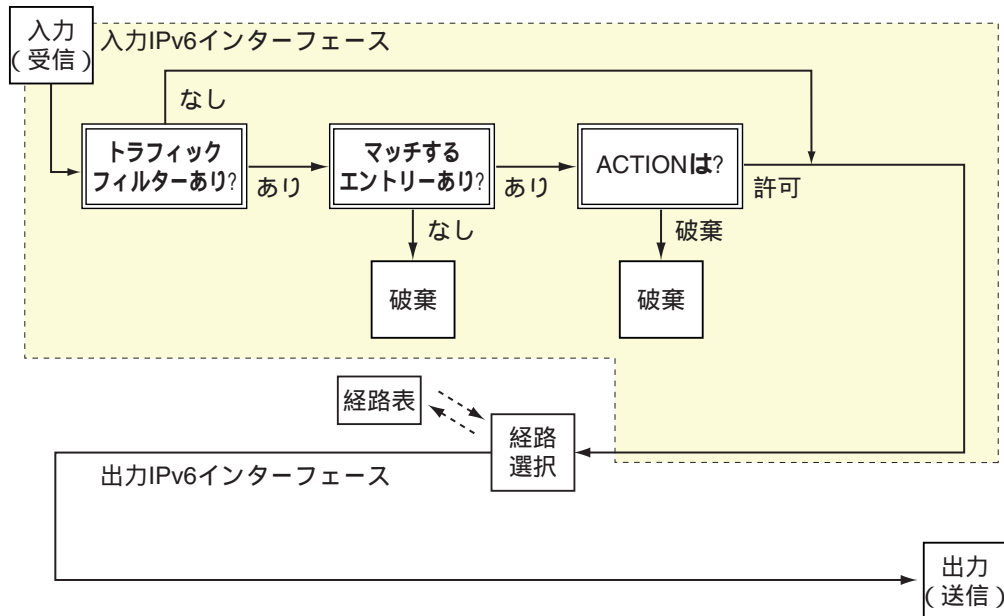 入力
(受信)
入力IPv6インターフェース
なし
トラフィック
フィルターあり?
あり
マッチする
エントリーあり?
あり
ACTIONは?
許可
なし
破棄
破棄
破棄
経路表
経路
選択
出力IPv6インターフェース
出力
(送信)